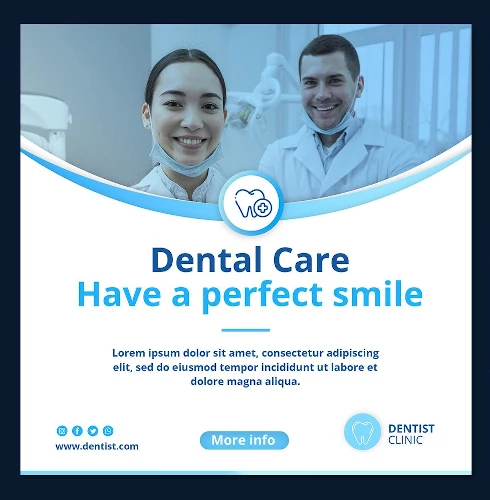 Dental Care
Have a perfect smile
Lorem ipsum dolor sit amet, consectetur adipiscing
elit, sed do eiusmod tempor incididunt ut labore et
dolore magna aliqua.
www.dentist.com
More info
DENTIST
CLINIC